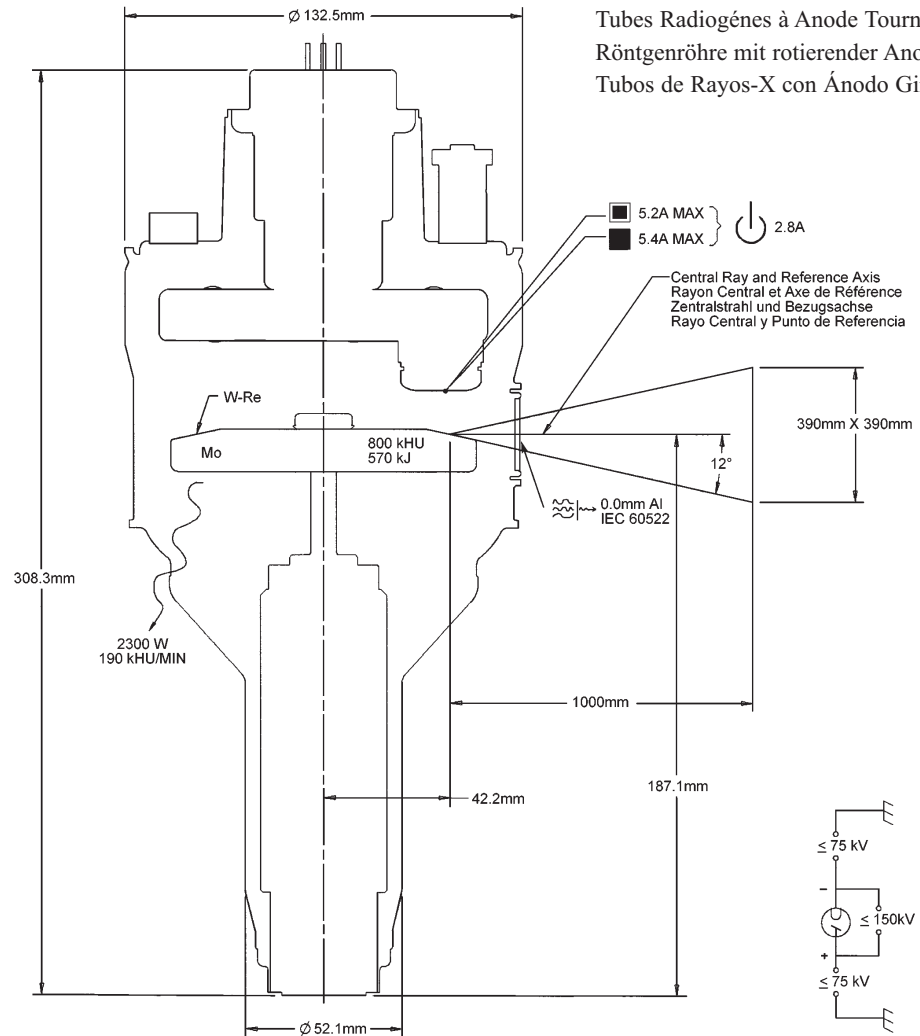 Ø 132.5mm
Tubes Radiogénes à Anode Tourn
Röntgenröhre mit rotierender Ano
Tubos de Rayos-X con Ánodo Gi
5.2A MAX
5.4A MAX
2.8A
Central Ray and Reference Axis
Rayon Central et Axe de Référence
Zentralstrahl und Bezugsachse
Rayo Central y Punto de Referencia
W-Re
Mo
800 kHU
570 kJ
390mm X 390mm
12°
0.0mm Al
IEC 60522
308.3mm
2300 W
190 kHU/MIN
1000mm
42.2mm
187.1mm
≤ 75 kV
-
≤ 150kV
+
≤ 75 kV
Ø 52.1mm